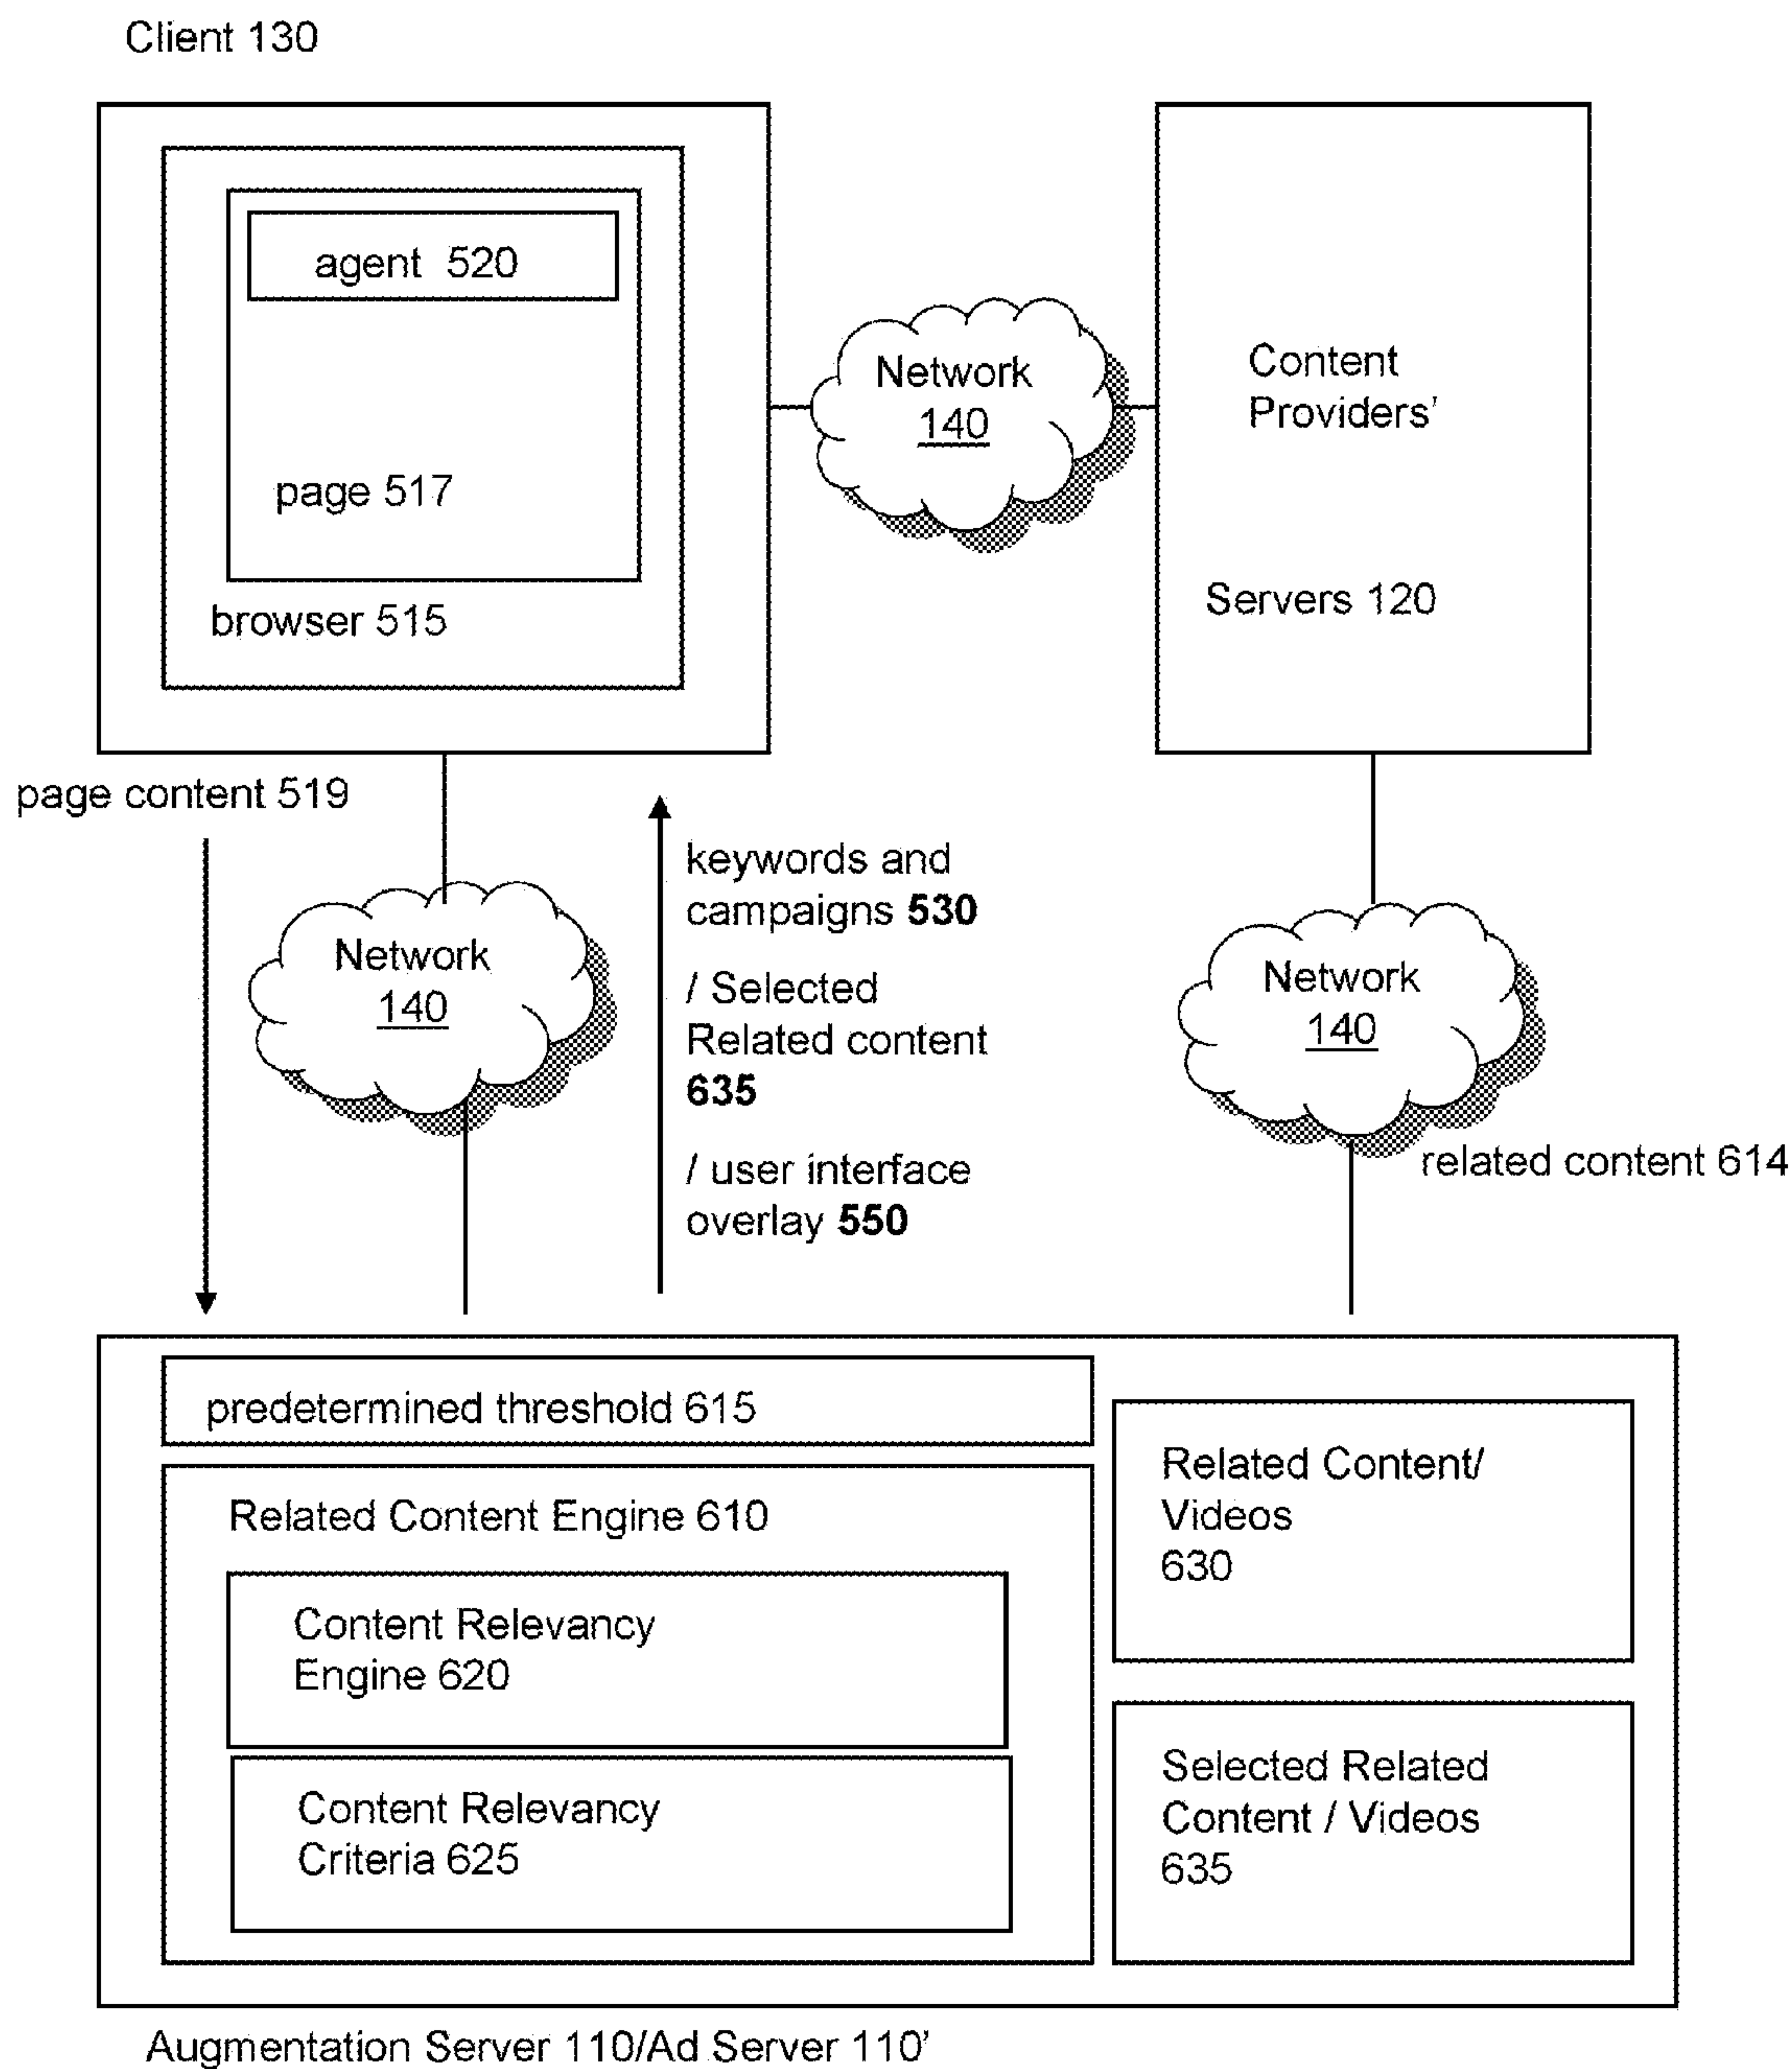 Client 130
agent 520
page 517
browser 515
Network
140
Content
Providers'
Servers 120
page content 519
Network
140
keywords and
campaigns 530
/ Selected
Related content
635
/ user interface
overlay 550
Network
140
related content 614
predetermined threshold 615
Related Content Engine 610
Content Relevancy
Engine 620
Content Relevancy
Criteria 625
Related Content/
Videos
630
Selected Related
Content / Videos
635
Augmentation Server 110/Ad Server 110'